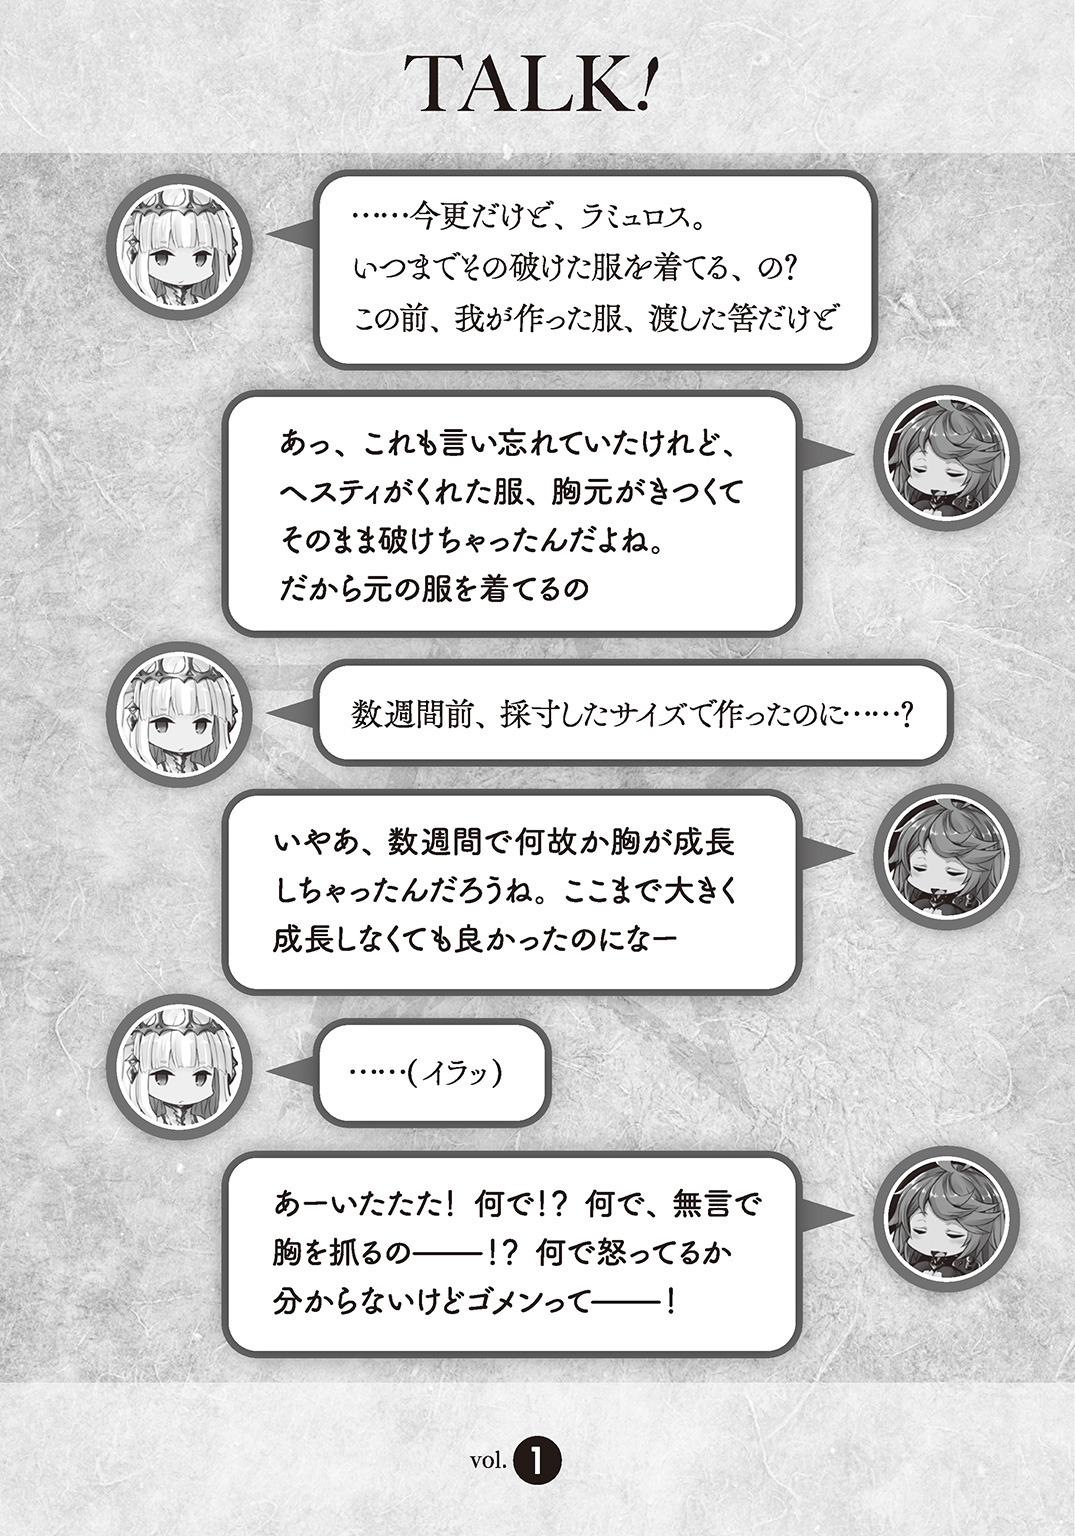 TALK!
……今更だけど、ラミュロス。
いつまでその破けた服を着てる、の?
この前、我が作った服、渡した筈だけど
あっ、これも言い忘れていたけれど、
ヘスティがくれた服、胸元がきつくて
そのまま破けちゃったんだよね。
だから元の服を着てるの
数週間前、採寸したサイズで作ったのに……?
いやあ、数週間で何故か胸が成長
しちゃったんだろうね。ここまで大きく
成長しなくても良かったのになー
……(イラッ)
あーいたたた! 何で!? 何で、無言で
胸を抓るの――!? 何で怒ってるか
分からないけどゴメンって――!
vol. 1